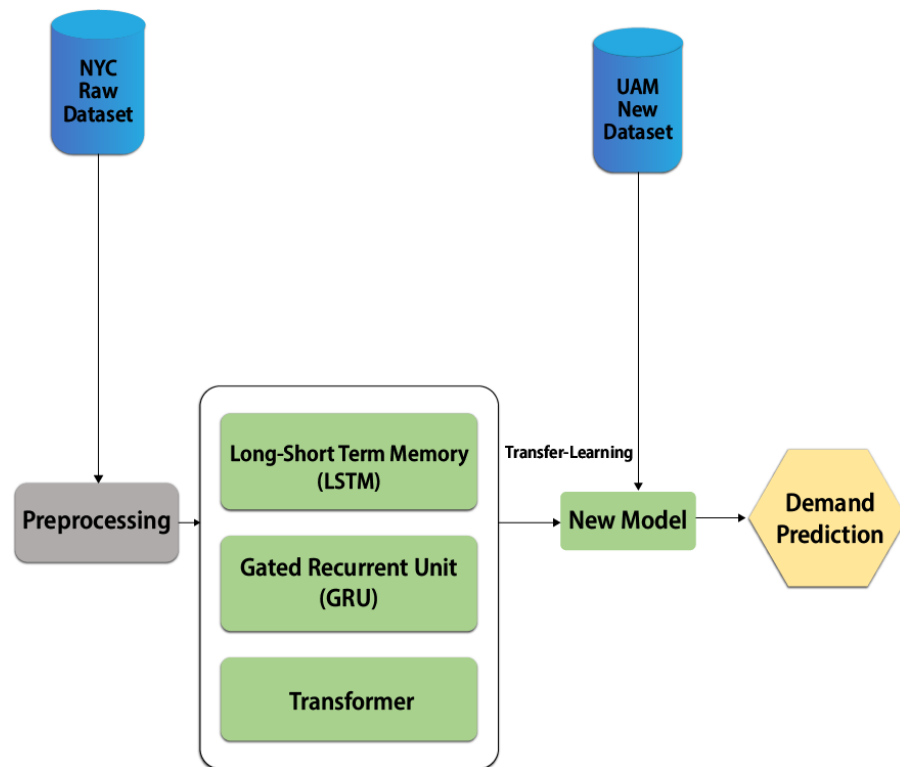 NYC
Raw
Dataset
UAM
New
Dataset
Long-Short Term Memory
(LSTM)
Transfer-Learning
Preprocessing
New Model
Demand
Prediction
Gated Recurrent Unit
(GRU)
Transformer